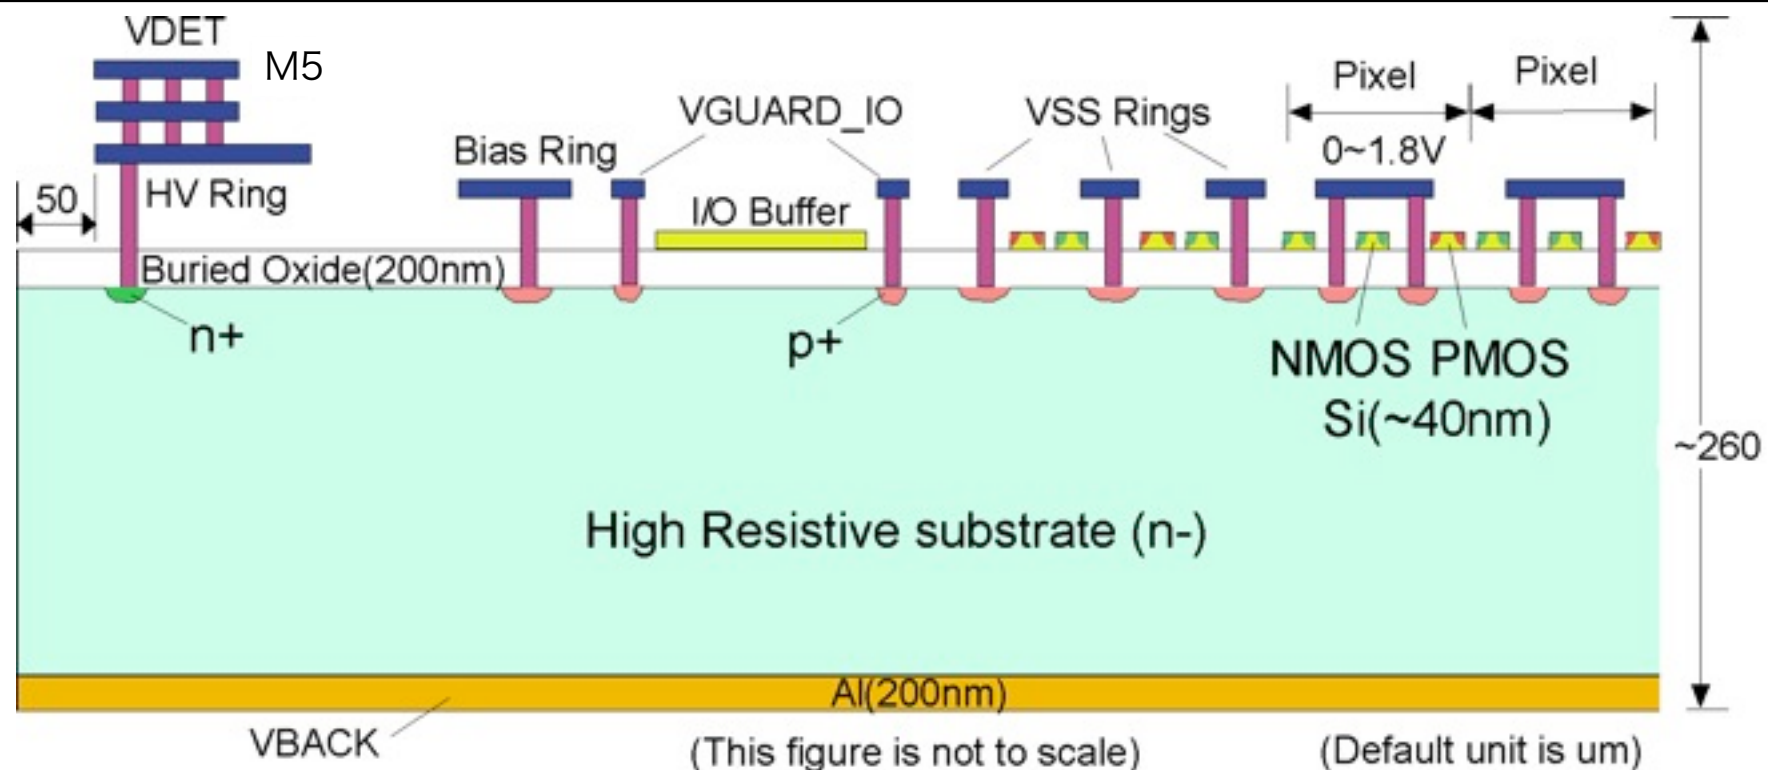 VDET
M5
Pixel
Pixel
VGUARD_IO
VSS Rings
0~1.8V
Bias Ring
50
HV Ring
I/O Buffer
Buried Oxide(200nm)
n+
p+
NMOS PMOS
Si(~40nm)
~260
High Resistive substrate (n-)
Al(200nm)
VBACK
(This figure is not to scale)
(Default unit is um)